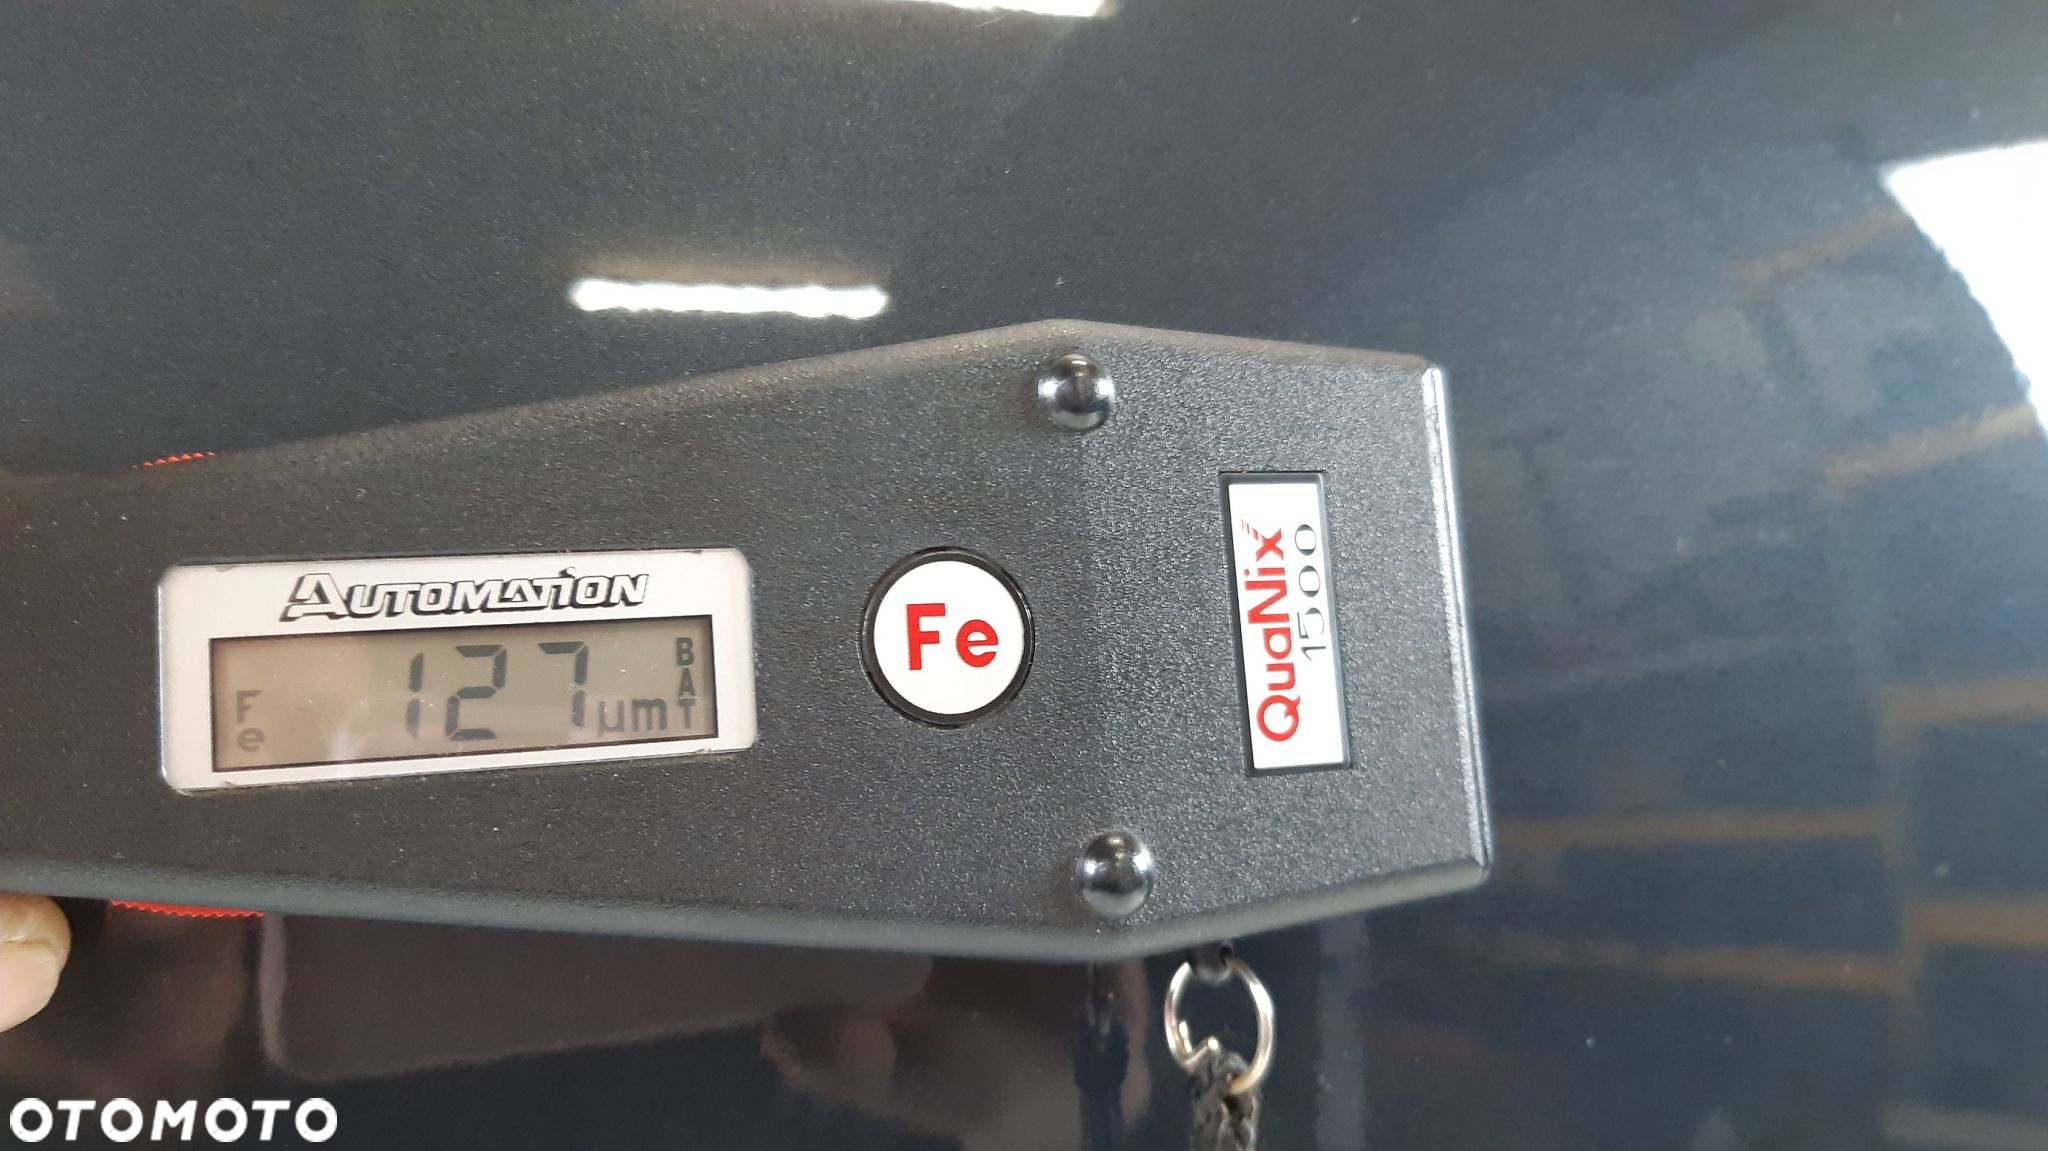 AUTOMATION
Fe 127 µm BAT
Fe
QuaNix
1500
OTOMOTO